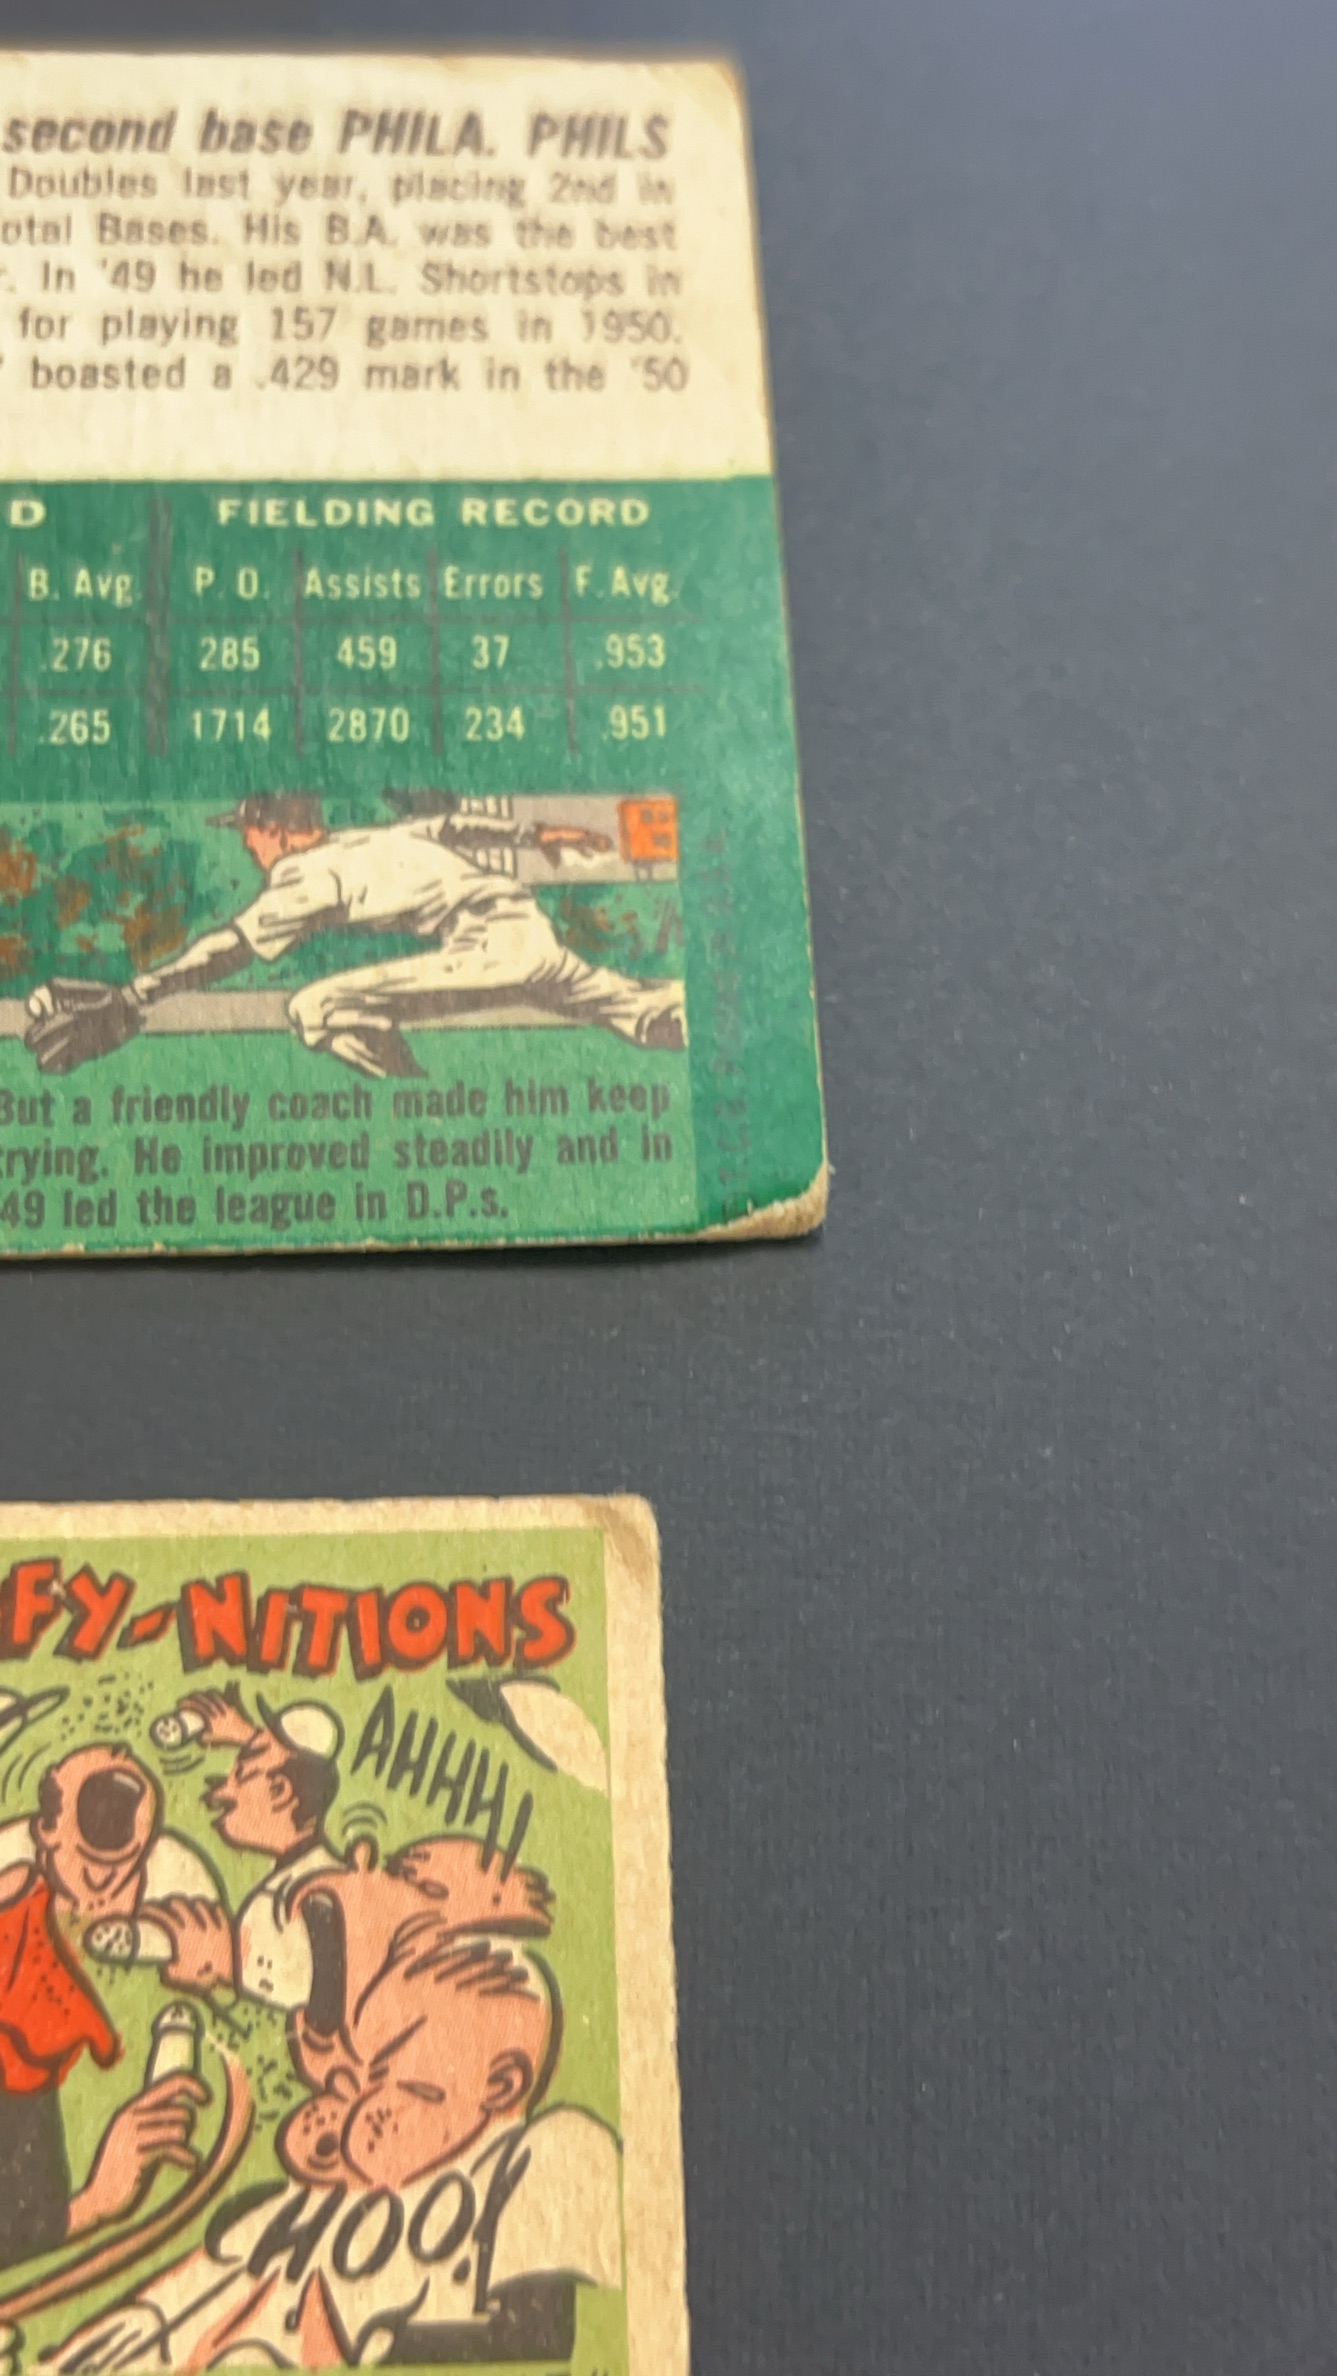 second base PHILA. PHILS
Doubles last year, placing 2nd in
otal Bases. His B.A. was the best
r. In '49 he led N.L. Shortstops in
for playing 157 games in 1950.
boasted a .429 mark in the '50
D FIELDING RECORD
B. Avg. P. O. Assists Errors F. Avg.
.276 285 459 37 .953
.265 1714 2870 234 .951
But a friendly coach made him keep
trying. He improved steadily and in
49 led the league in D.P.s.
FY-NITIONS
AHHH!
CHOO!